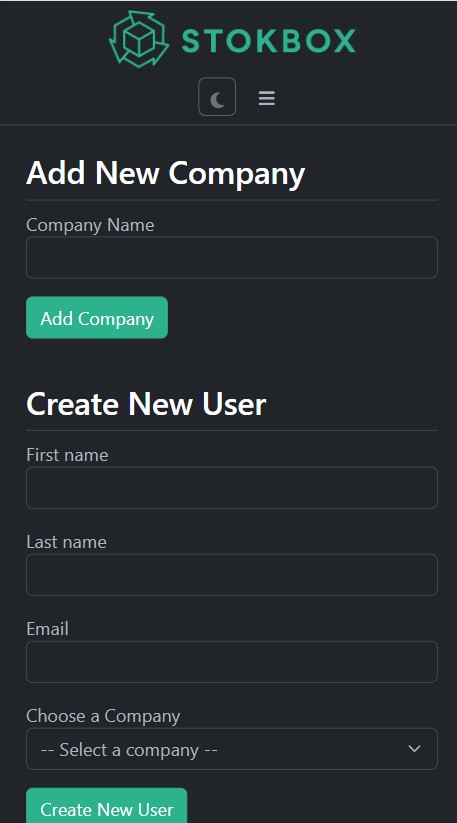 STOKBOX
Add New Company
Company Name
Add Company
Create New User
First name
Last name
Email
Choose a Company
-- Select a company --
Create New User